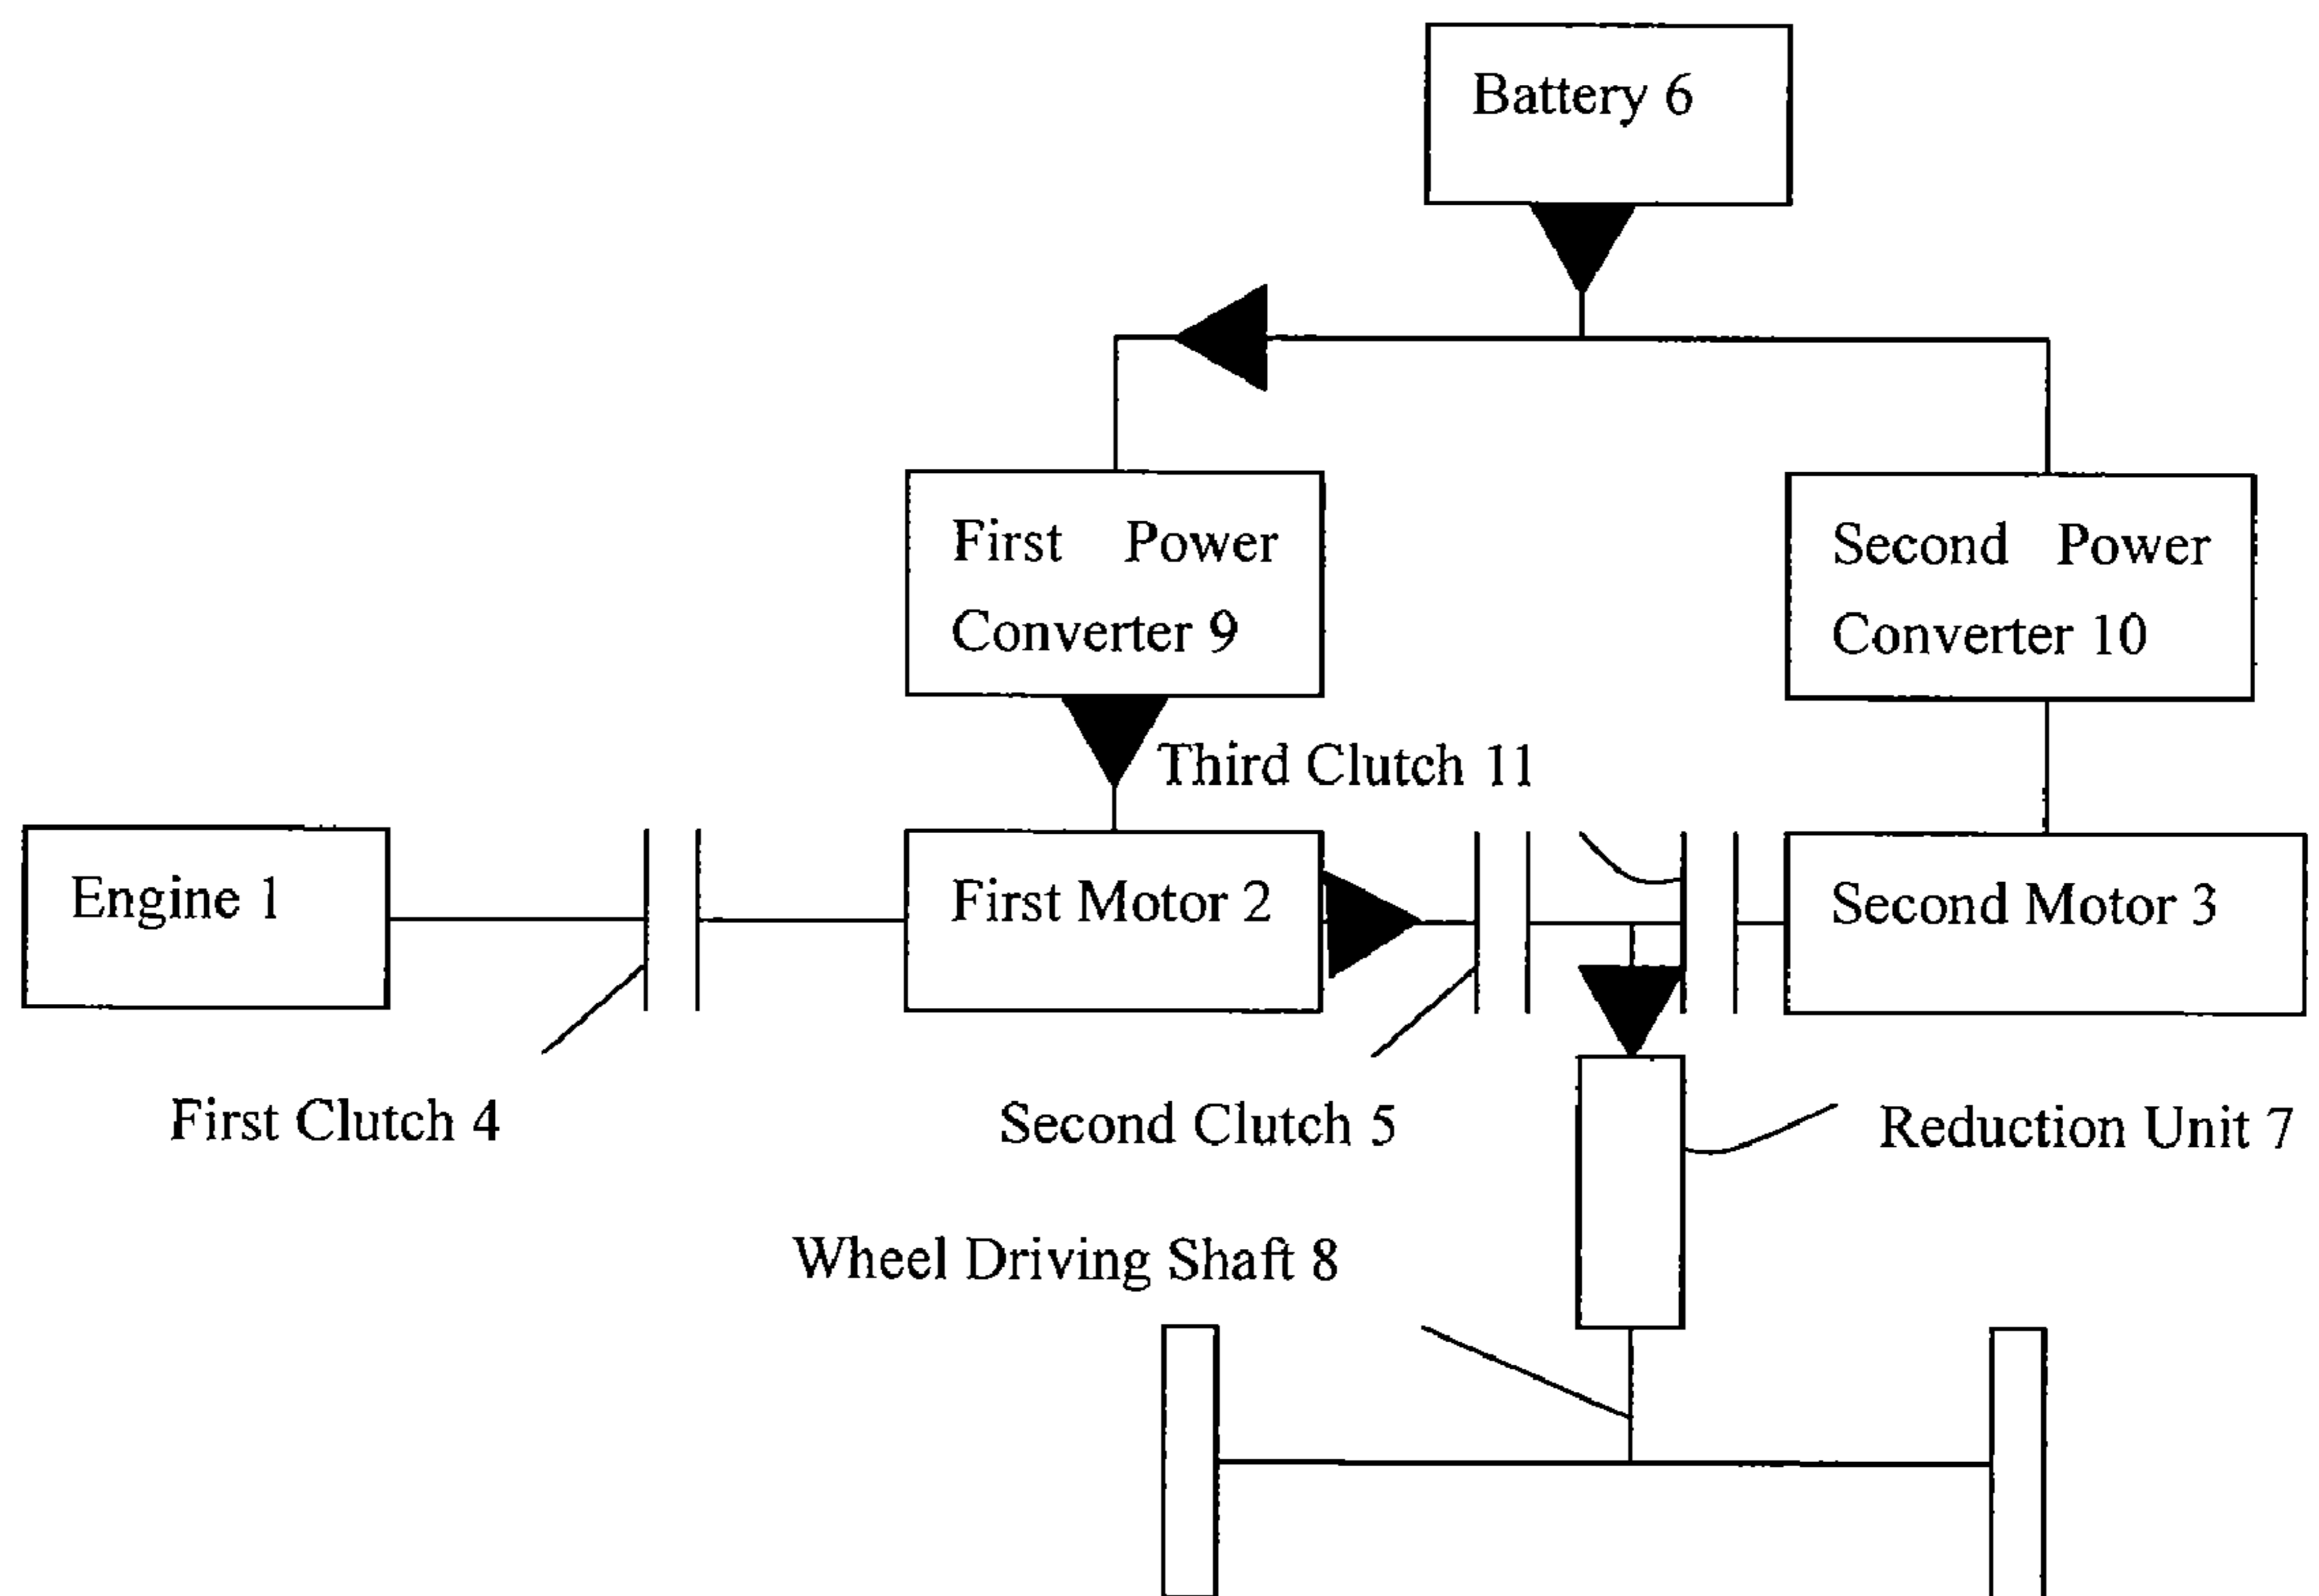 Battery 6
First Power
Converter 9
Second Power
Converter 10
Third Clutch 11
Engine 1
First Motor 2
Second Motor 3
First Clutch 4
Second Clutch 5
Reduction Unit 7
Wheel Driving Shaft 8